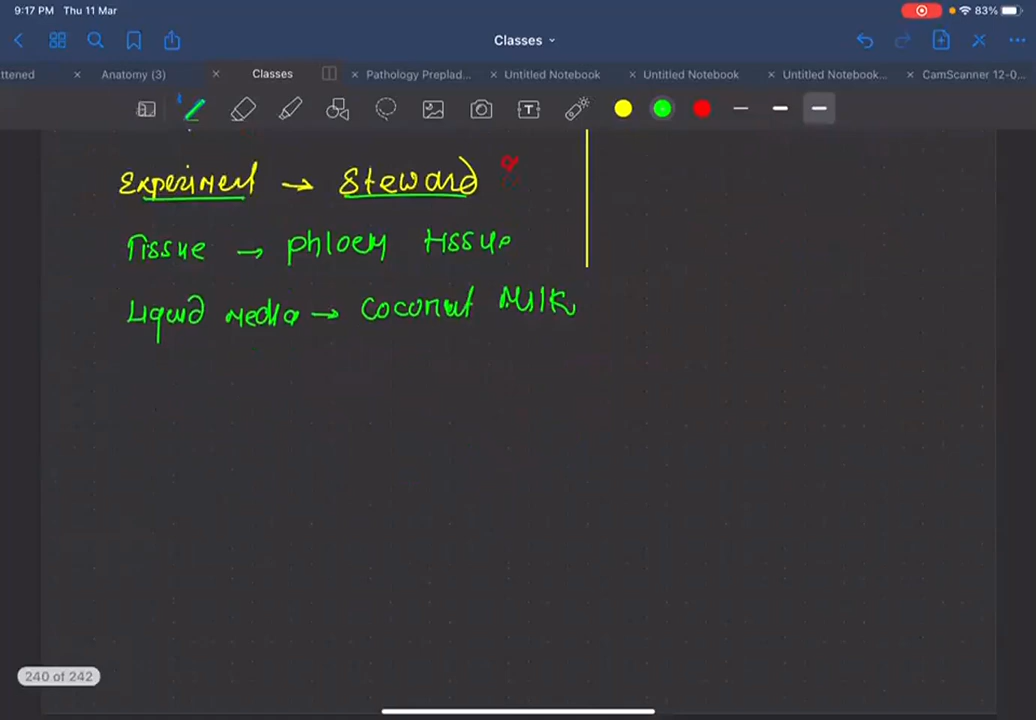 9:17 PM Thu 11 Mar
83%
Classes
ttened
Anatomy (3)
Classes
Pathology Preplad...
Untitled Notebook
Untitled Notebook
Untitled Notebook...
CamScanner 12-0...
Experiment → Steward
Tissue → phloem tissue
Liquid media → Coconut Milk
240 of 242